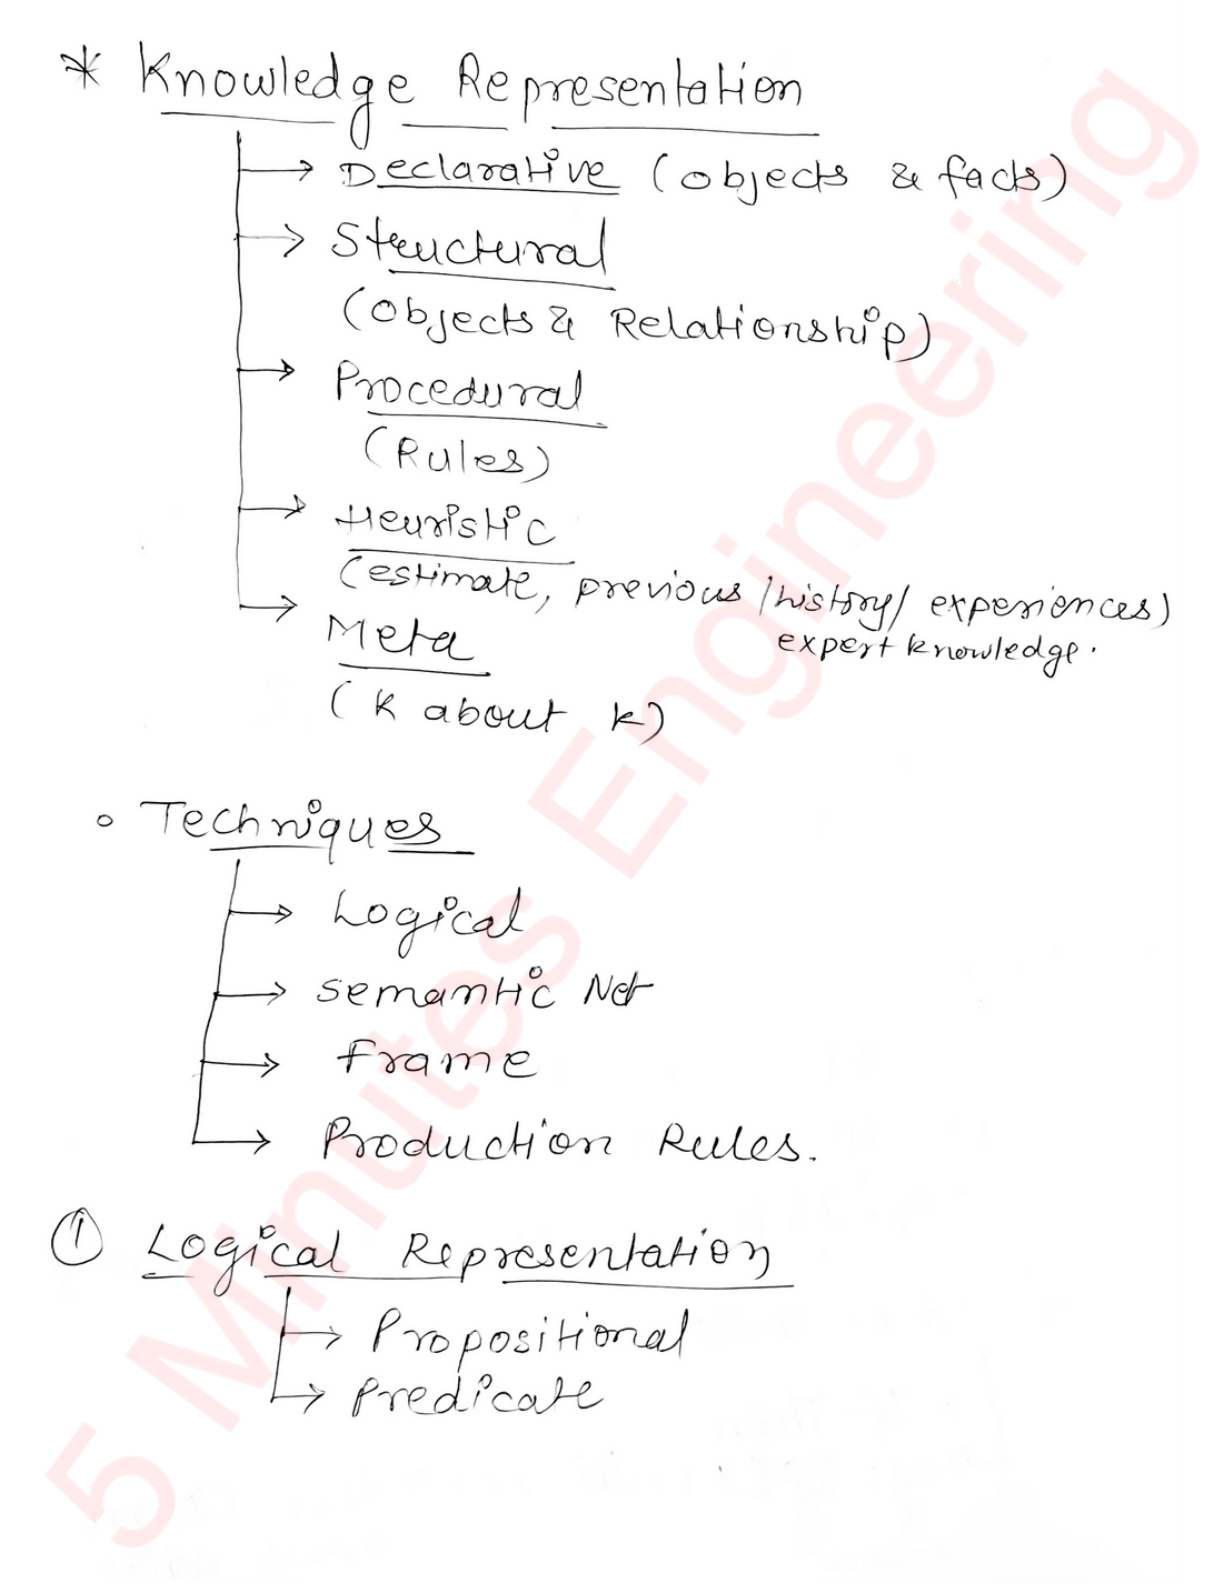 * Knowledge Representation
→ Declarative (objects & facts)
→ Structural
(Objects & Relationship)
→ Procedural
(Rules)
→ Heuristic
(estimate, previous /history/ experiences)
expert knowledge.
→ Meta
(K about k)
∘ Techniques
→ Logical
→ semantic Net
→ frame
→ Production Rules.
① Logical Representation
→ Propositional
→ Predicate
5 Minutes Engineering